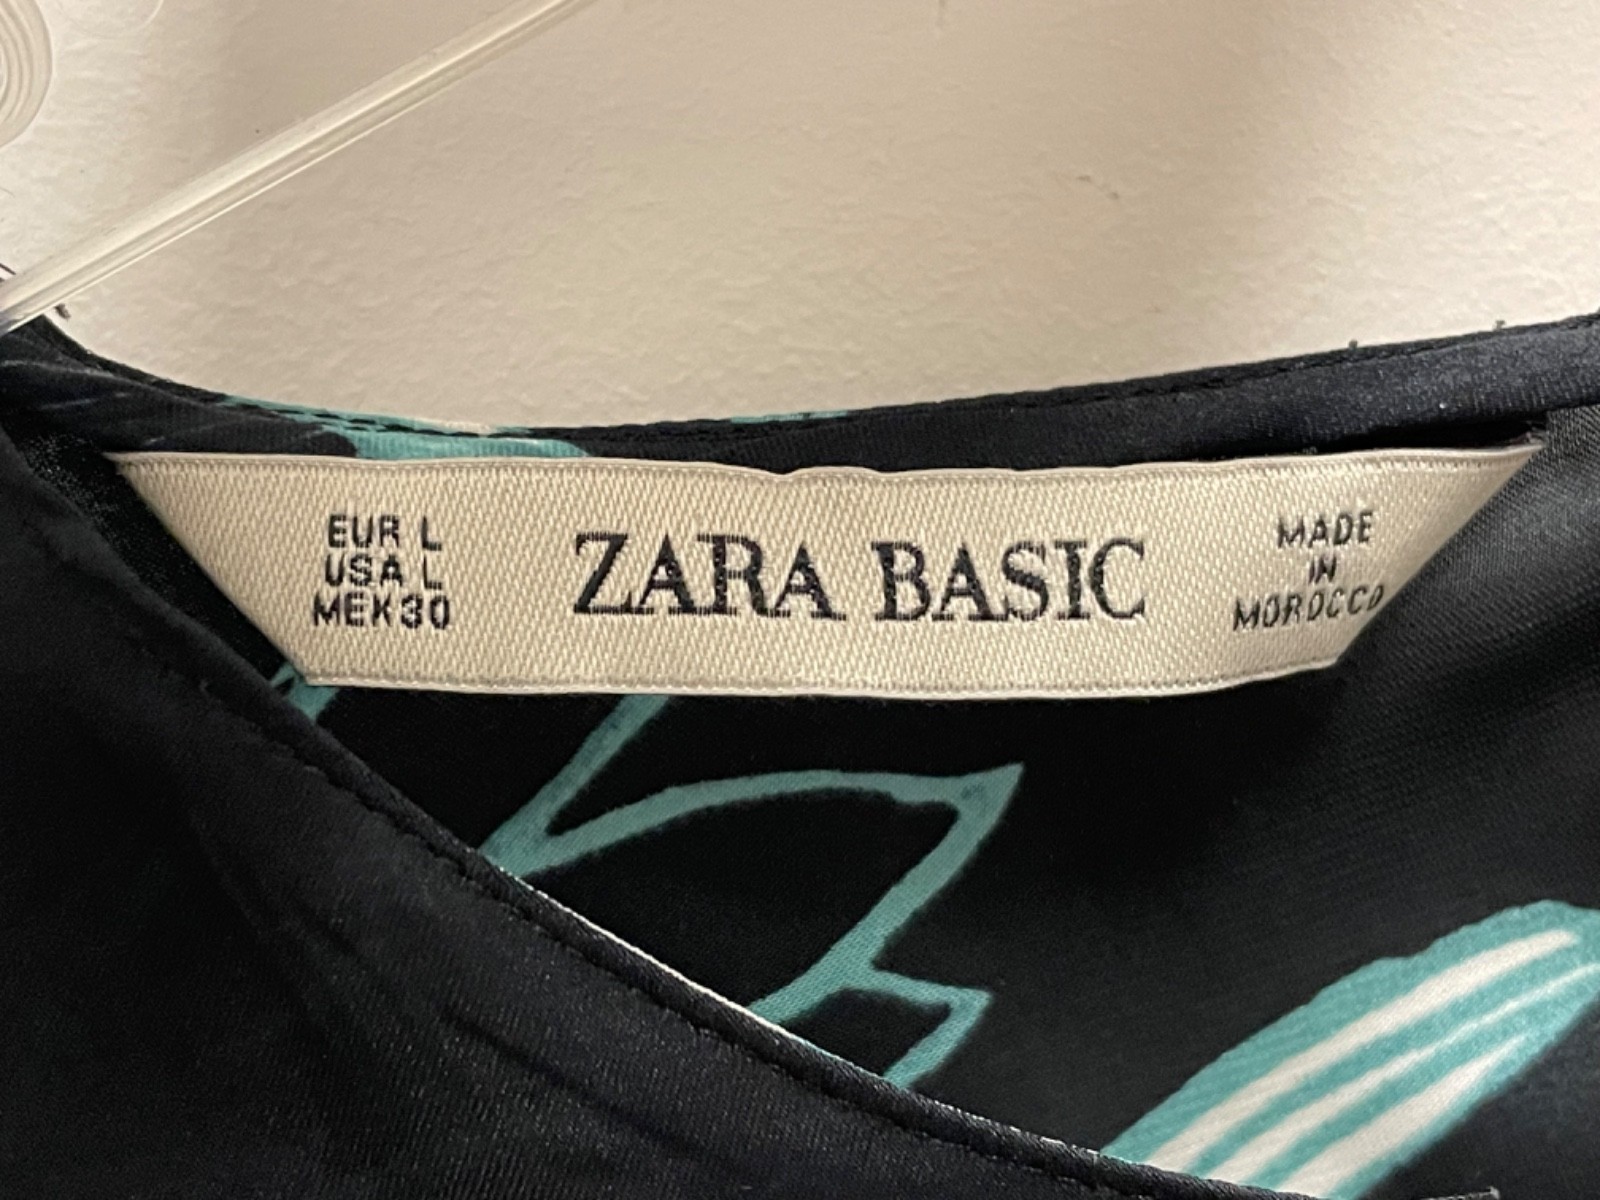 EUR L
USA L
MEX 30
ZARA BASIC
MADE
IN
MOROCCO